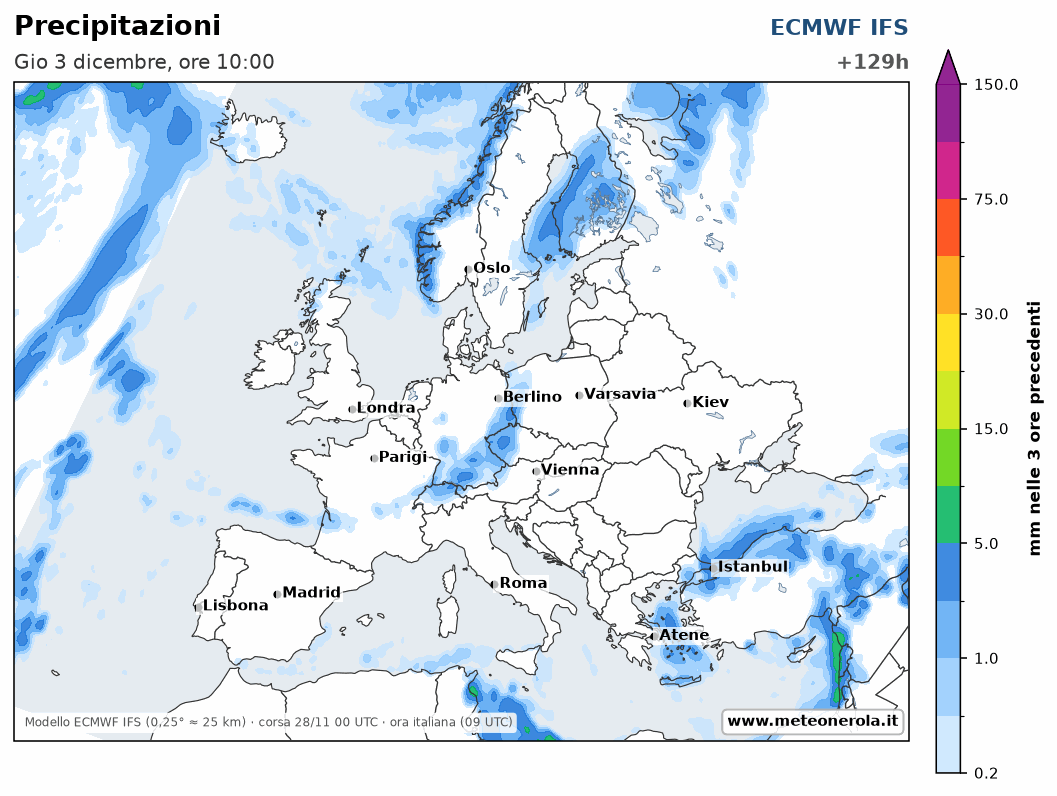 Precipitazioni
ECMWF IFS
Gio 3 dicembre, ore 10:00
+129h
150.0
75.0
30.0
15.0
5.0
1.0
0.2
mm nelle 3 ore precedenti
Oslo
Berlino
Varsavia
Kiev
Londra
Parigi
Vienna
Istanbul
Roma
Madrid
Lisbona
Atene
Modello ECMWF IFS (0,25° ≈ 25 km) · corsa 28/11 00 UTC · ora italiana (09 UTC)
www.meteonerola.it